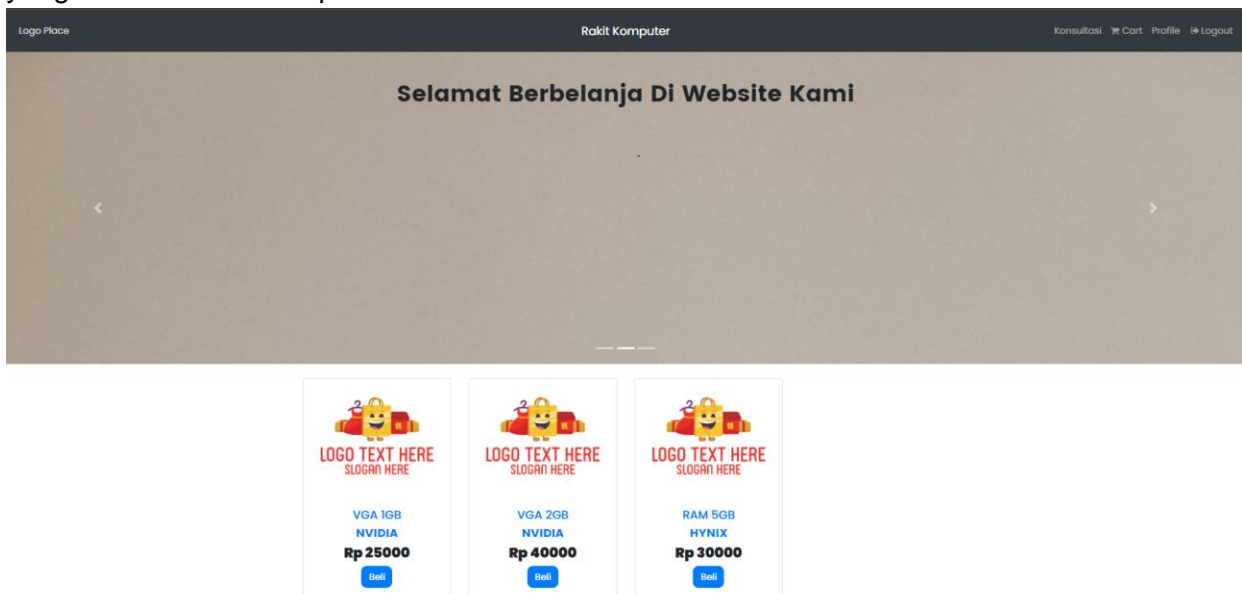 Logo Place Rakit Komputer Konsultasi Cart Profile Logout
Selamat Berbelanja Di Website Kami
.
LOGO TEXT HERE LOGO TEXT HERE LOGO TEXT HERE
SLOGAN HERE SLOGAN HERE SLOGAN HERE
VGA 1GB VGA 2GB RAM 5GB
NVIDIA NVIDIA HYNIX
Rp 25000 Rp 40000 Rp 30000
Beli Beli Beli